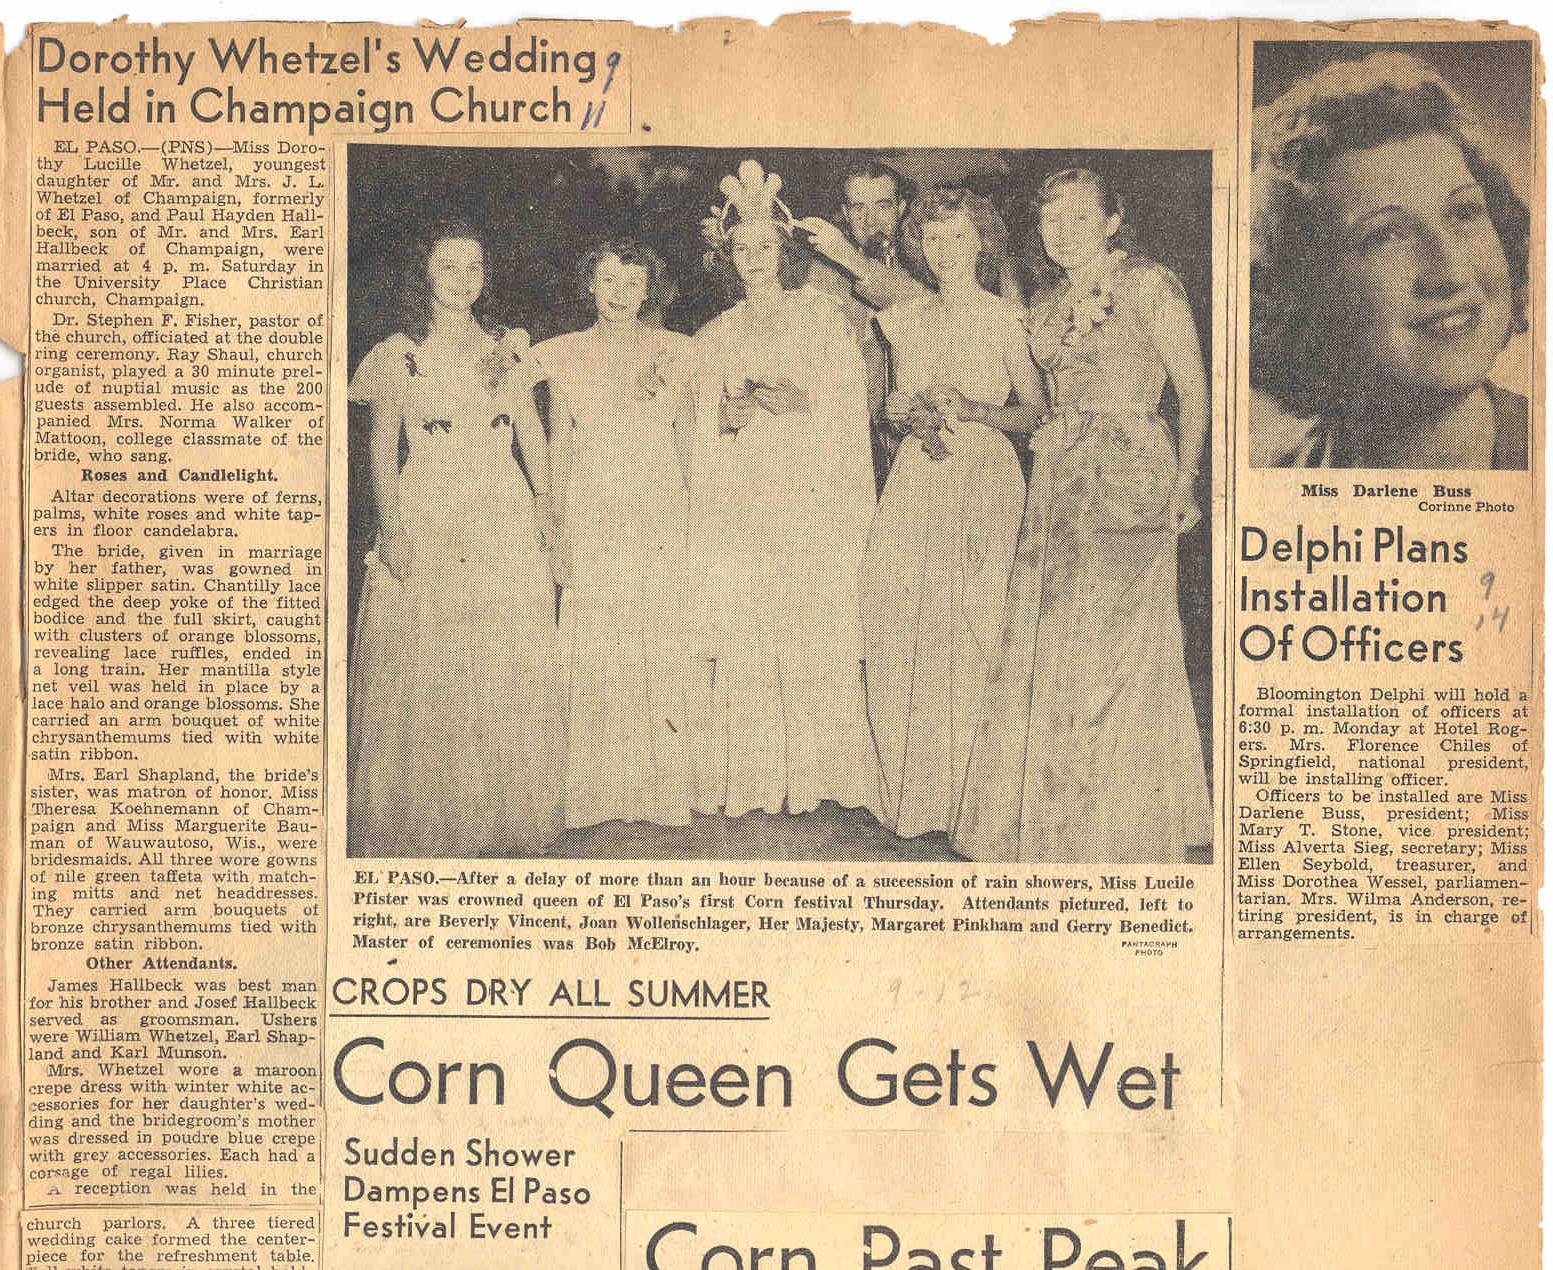 Dorothy Whetzel's Wedding
Held in Champaign Church
9
11
EL PASO.—(PNS)—Miss Doro-
thy Lucille Whetzel, youngest
daughter of Mr. and Mrs. J. L.
Whetzel of Champaign, formerly
of El Paso, and Paul Hayden Hall-
beck, son of Mr. and Mrs. Earl
Hallbeck of Champaign, were
married at 4 p. m. Saturday in
the University Place Christian
church, Champaign.
Dr. Stephen F. Fisher, pastor of
the church, officiated at the double
ring ceremony. Ray Shaul, church
organist, played a 30 minute prel-
ude of nuptial music as the 200
guests assembled. He also accom-
panied Mrs. Norma Walker of
Mattoon, college classmate of the
bride, who sang.
Roses and Candlelight.
Altar decorations were of ferns,
palms, white roses and white tap-
ers in floor candelabra.
The bride, given in marriage
by her father, was gowned in
white slipper satin. Chantilly lace
edged the deep yoke of the fitted
bodice and the full skirt, caught
with clusters of orange blossoms,
revealing lace ruffles, ended in
a long train. Her mantilla style
net veil was held in place by a
lace halo and orange blossoms. She
carried an arm bouquet of white
chrysanthemums tied with white
satin ribbon.
Mrs. Earl Shapland, the bride's
sister, was matron of honor. Miss
Theresa Koehnemann of Cham-
paign and Miss Marguerite Bau-
man of Wauwautoso, Wis., were
bridesmaids. All three wore gowns
of nile green taffeta with match-
ing mitts and net headdresses.
They carried arm bouquets of
bronze chrysanthemums tied with
bronze satin ribbon.
Other Attendants.
James Hallbeck was best man
for his brother and Josef Hallbeck
served as groomsman. Ushers
were William Whetzel, Earl Shap-
land and Karl Munson.
Mrs. Whetzel wore a maroon
crepe dress with winter white ac-
cessories for her daughter's wed-
ding and the bridegroom's mother
was dressed in poudre blue crepe
with grey accessories. Each had a
corsage of regal lilies.
A reception was held in the
church parlors. A three tiered
wedding cake formed the center-
piece for the refreshment table.
EL PASO.—After a delay of more than an hour because of a succession of rain showers, Miss Lucile
Pfister was crowned queen of El Paso's first Corn festival Thursday. Attendants pictured, left to
right, are Beverly Vincent, Joan Wollenschlager, Her Majesty, Margaret Pinkham and Gerry Benedict.
Master of ceremonies was Bob McElroy.
PANTAGRAPH
PHOTO
CROPS DRY ALL SUMMER
9-12
Corn Queen Gets Wet
Sudden Shower
Dampens El Paso
Festival Event
Corn Past Peak
Miss Darlene Buss
Corinne Photo
Delphi Plans
Installation
Of Officers
9
14
Bloomington Delphi will hold a
formal installation of officers at
6:30 p. m. Monday at Hotel Rog-
ers. Mrs. Florence Chiles of
Springfield, national president,
will be installing officer.
Officers to be installed are Miss
Darlene Buss, president; Miss
Mary T. Stone, vice president;
Miss Alverta Sieg, secretary; Miss
Ellen Seybold, treasurer, and
Miss Dorothea Wessel, parliamen-
tarian. Mrs. Wilma Anderson, re-
tiring president, is in charge of
arrangements.